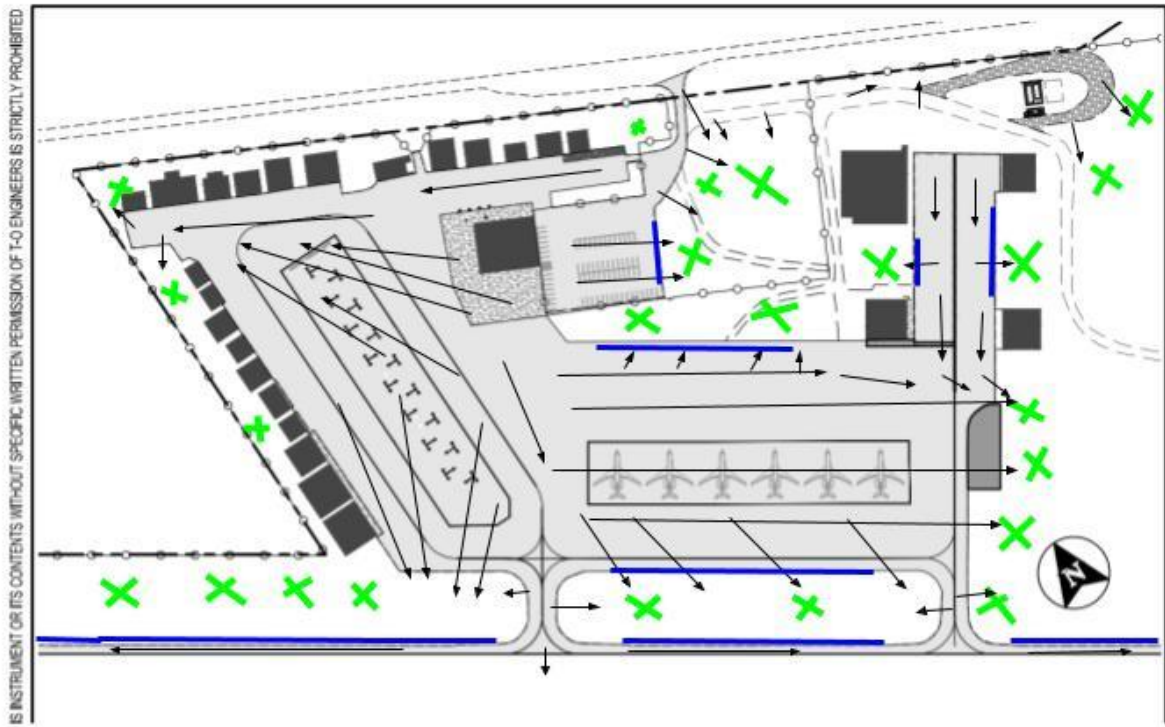 IS INSTRUMENT OR ITS CONTENTS WITHOUT SPECIFIC WRITTEN PERMISSION OF T-O ENGINEERS IS STRICTLY PROHIBITED
N